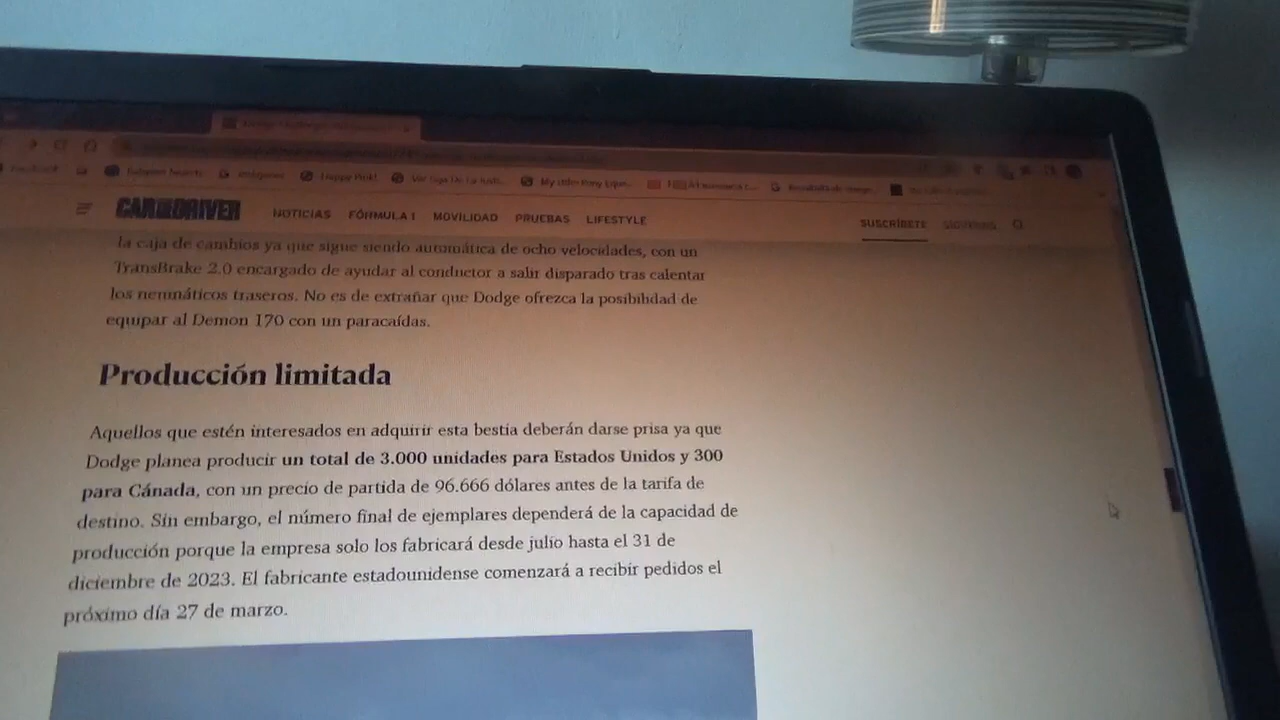 CAR AND DRIVER NOTICIAS FÓRMULA 1 MOVILIDAD PRUEBAS LIFESTYLE SUSCRÍBETE
la caja de cambios ya que sigue siendo automática de ocho velocidades, con un
TransBrake 2.0 encargado de ayudar al conductor a salir disparado tras calentar
los neumáticos traseros. No es de extrañar que Dodge ofrezca la posibilidad de
equipar al Demon 170 con un paracaídas.
Producción limitada
Aquellos que estén interesados en adquirir esta bestia deberán darse prisa ya que
Dodge planea producir un total de 3.000 unidades para Estados Unidos y 300
para Cánada, con un precio de partida de 96.666 dólares antes de la tarifa de
destino. Sin embargo, el número final de ejemplares dependerá de la capacidad de
producción porque la empresa solo los fabricará desde julio hasta el 31 de
diciembre de 2023. El fabricante estadounidense comenzará a recibir pedidos el
próximo día 27 de marzo.